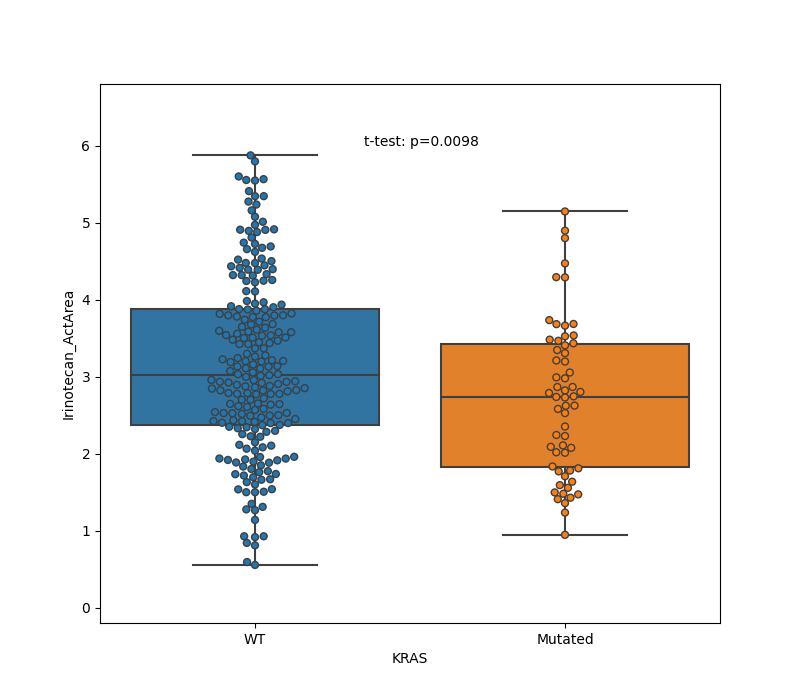 t-test: p=0.0098
Irinotecan_ActArea
6
5
4
3
2
1
0
WT
Mutated
KRAS